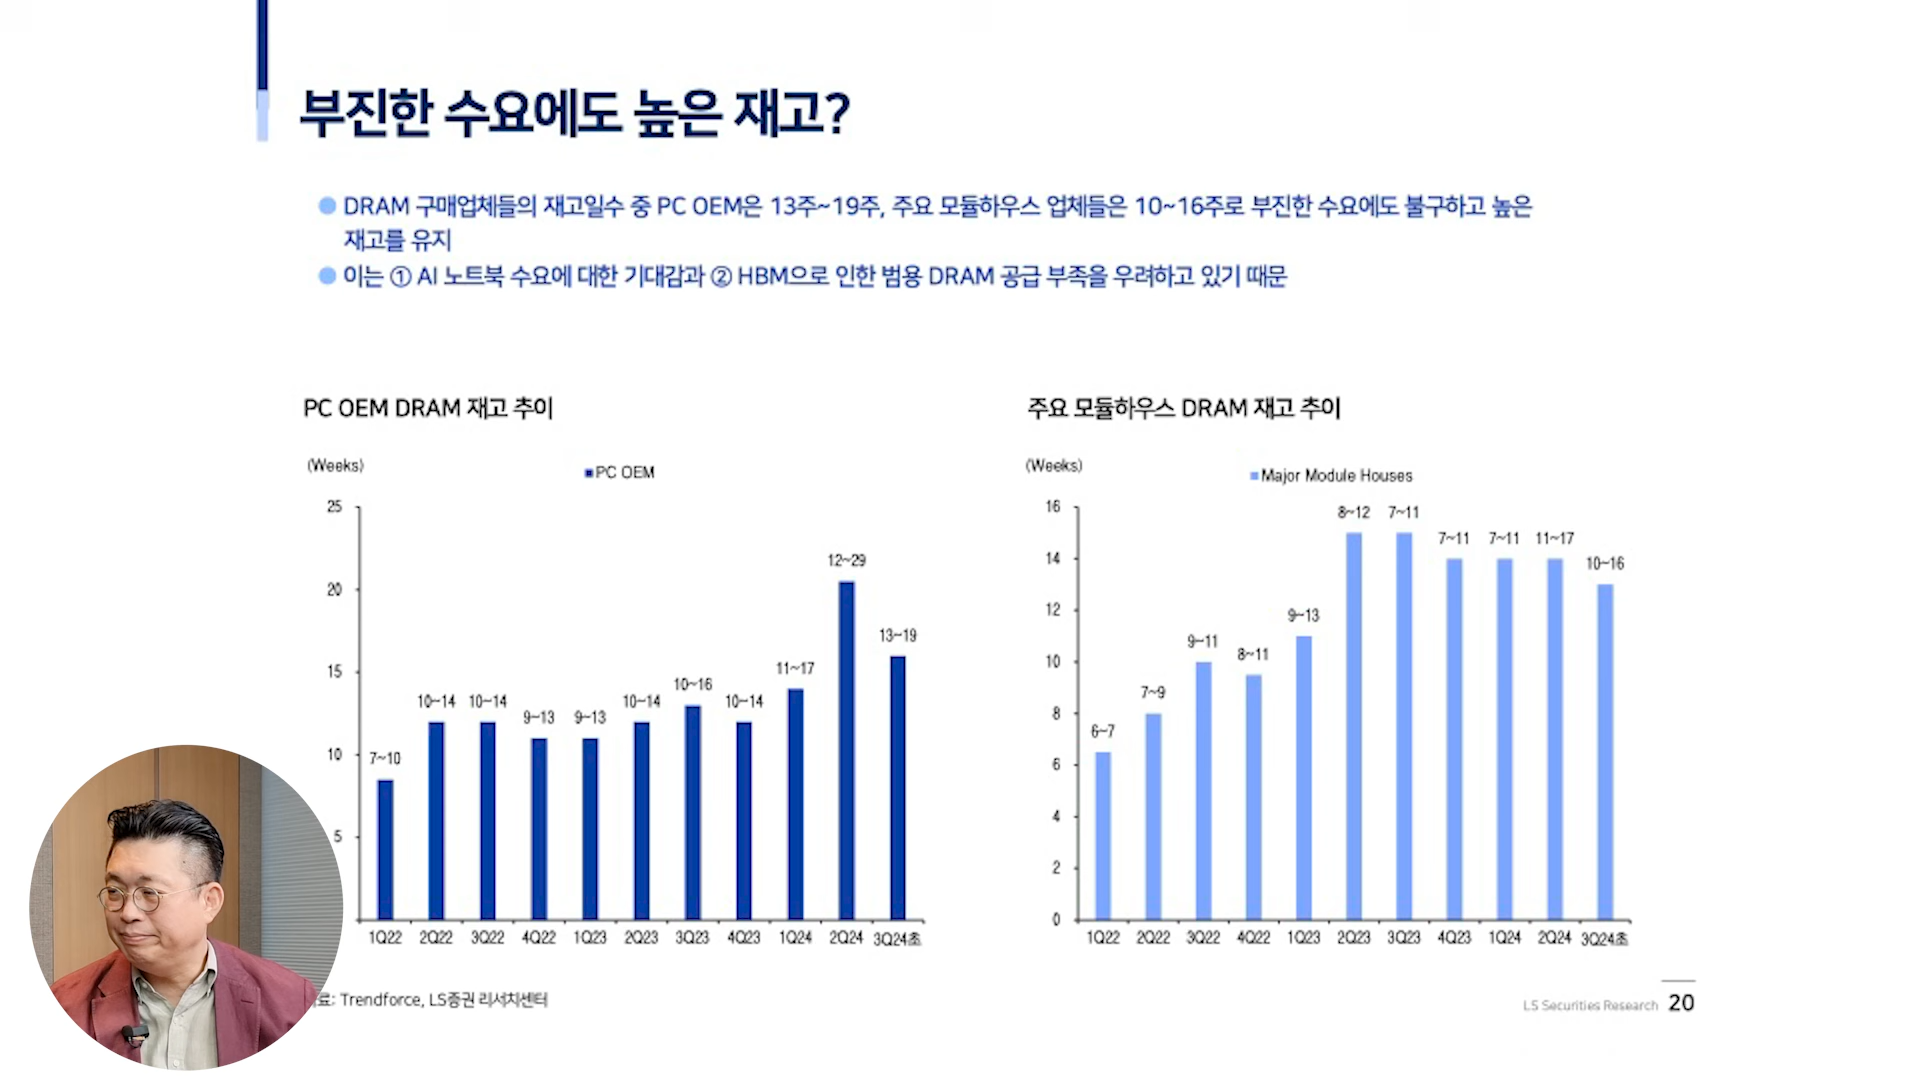 부진한 수요에도 높은 재고?
DRAM 구매업체들의 재고일수 중 PC OEM은 13주~19주, 주요 모듈하우스 업체들은 10~16주로 부진한 수요에도 불구하고 높은
재고를 유지
이는 ① AI 노트북 수요에 대한 기대감과 ② HBM으로 인한 범용 DRAM 공급 부족을 우려하고 있기 때문
PC OEM DRAM 재고 추이
(Weeks)
PC OEM
25
20
15
10
5
7~10
10~14
10~14
9~13
9~13
10~14
10~16
10~14
11~17
12~29
13~19
1Q22 2Q22 3Q22 4Q22 1Q23 2Q23 3Q23 4Q23 1Q24 2Q24 3Q24초
주요 모듈하우스 DRAM 재고 추이
(Weeks)
Major Module Houses
16
14
12
10
8
6
4
2
0
6~7
7~9
9~11
8~11
9~13
8~12
7~11
7~11
7~11
11~17
10~16
1Q22 2Q22 3Q22 4Q22 1Q23 2Q23 3Q23 4Q23 1Q24 2Q24 3Q24초
료: Trendforce, LS증권 리서치센터
LS Securities Research 20